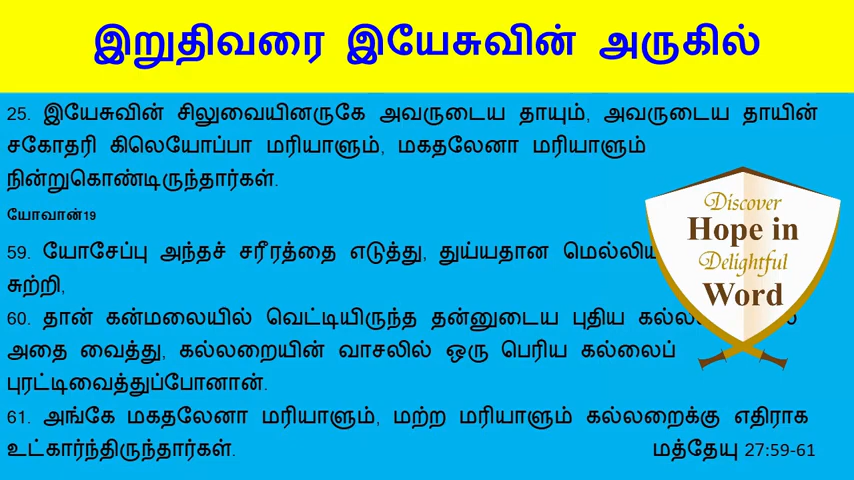 இறுதிவரை இயேசுவின் அருகில்
25. இயேசுவின் சிலுவையினருகே அவருடைய தாயும், அவருடைய தாயின்
சகோதரி கிலெயோப்பா மரியாளும், மகதலேனா மரியாளும்
நின்றுகொண்டிருந்தார்கள்.
யோவான்19
59. யோசேப்பு அந்தச் சரீரத்தை எடுத்து, துய்யதான
சுற்றி,
60. தான் கன்மலையில் வெட்டியிருந்த தன்னுடைய புதிய
அதை வைத்து, கல்லறையின் வாசலில் ஒரு பெரிய கல்லைப்
புரட்டிவைத்துப்போனான்.
61. அங்கே மகதலேனா மரியாளும், மற்ற மரியாளும் கல்லறைக்கு எதிராக
உட்கார்ந்திருந்தார்கள். மத்தேயு 27:59-61
Discover
Hope in
Delightful
Word